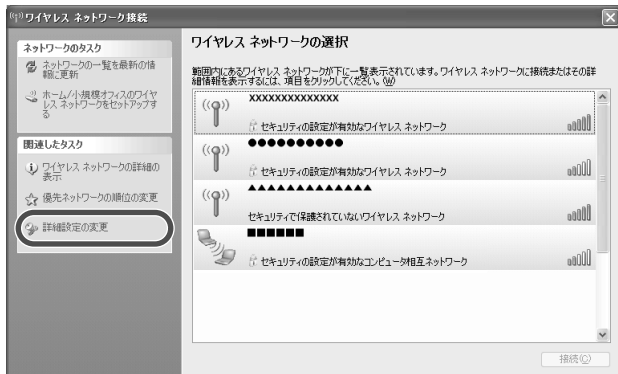 ワイヤレス ネットワーク接続
ネットワークのタスク
ネットワークの一覧を最新の情
報に更新
ホーム/小規模オフィスのワイヤ
レス ネットワークをセットアップす
る
関連したタスク
ワイヤレス ネットワークの詳細の
表示
優先ネットワークの順位の変更
詳細設定の変更
ワイヤレス ネットワークの選択
範囲内にあるワイヤレス ネットワークが下に一覧表示されています。ワイヤレス ネットワークに接続またはその詳
細情報を表示するには、項目をクリックしてください。(W)
XXXXXXXXXXXXXX
セキュリティの設定が有効なワイヤレス ネットワーク
●●●●●●●●●●
セキュリティの設定が有効なワイヤレス ネットワーク
▲▲▲▲▲▲▲▲▲▲▲▲▲
セキュリティで保護されていないワイヤレス ネットワーク
■■■■■■
セキュリティの設定が有効なコンピュータ相互ネットワーク
接続(C)